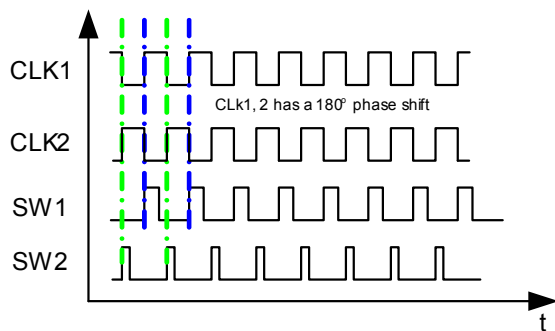 CLK1
CLk1, 2 has a 180° phase shift
CLK2
SW1
SW2
t